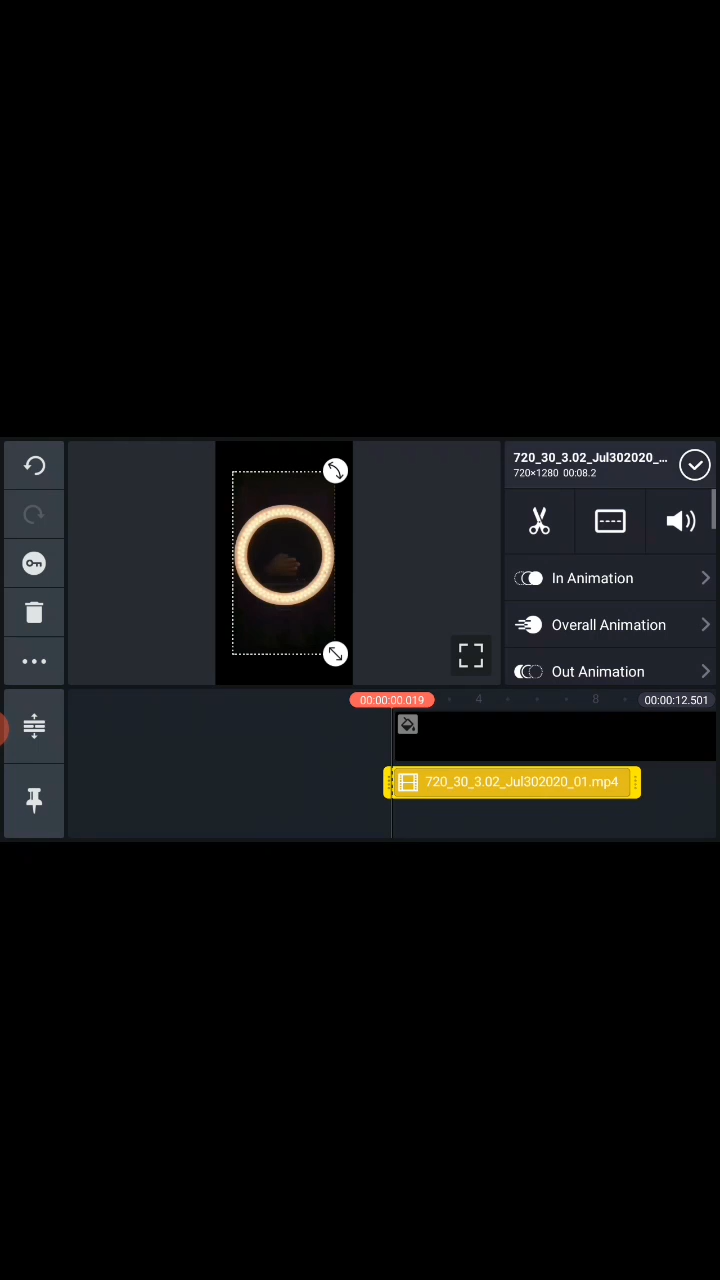 720_30_3.02_Jul302020_...
720×1280 00:08.2
In Animation
Overall Animation
Out Animation
00:00:00.019
4
8
00:00:12.501
720_30_3.02_Jul302020_01.mp4